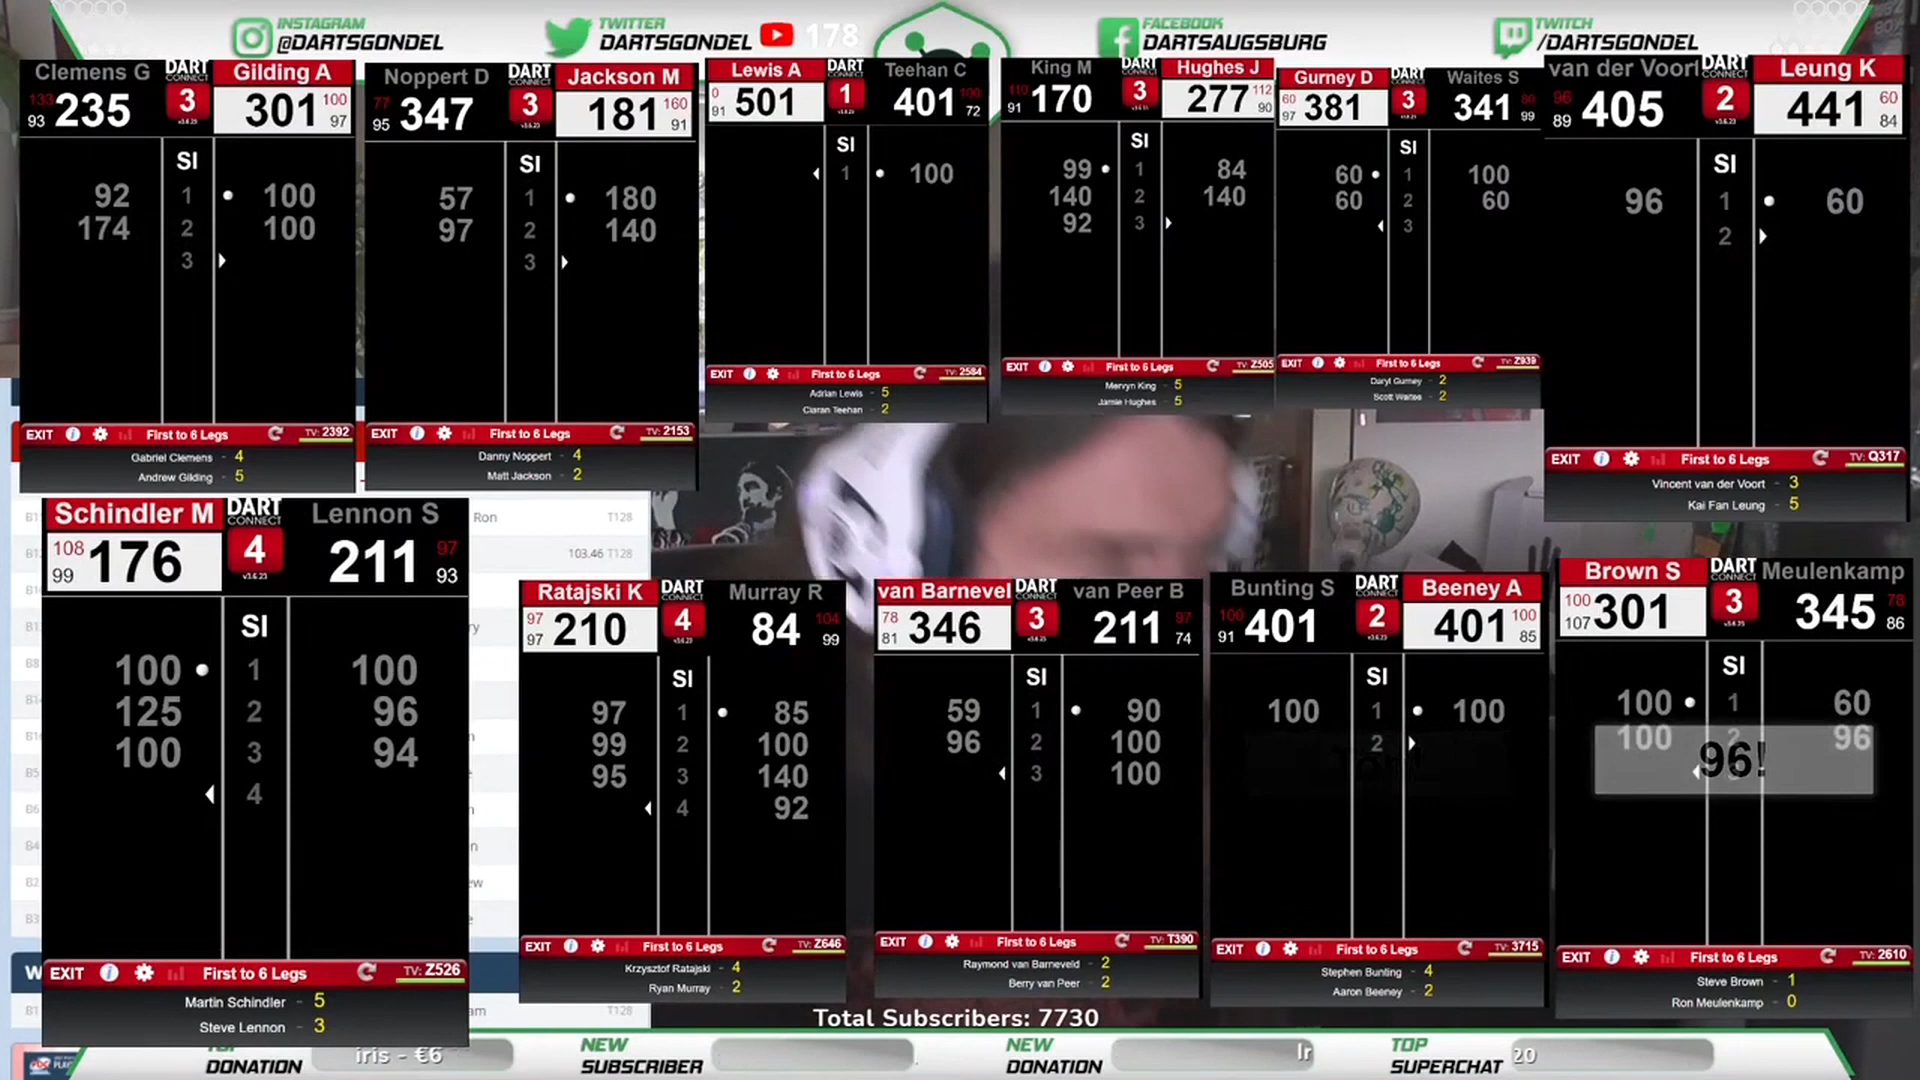 INSTAGRAM
@DARTSGONDEL
TWITTER
DARTSGONDEL
178
FACEBOOK
DARTSAUGSBURG
TWITCH
/DARTSGONDEL
Clemens G
DART
CONNECT
Gilding A
133
93
235
3
301
100
97
SI
92 1 100
174 2 100
3
EXIT First to 6 Legs TV: 2392
Gabriel Clemens - 4
Andrew Gilding - 5
Noppert D
DART
CONNECT
Jackson M
77
95
347
3
181
160
91
SI
57 1 180
97 2 140
3
EXIT First to 6 Legs TV: 2153
Danny Noppert - 4
Matt Jackson - 2
Lewis A
DART
CONNECT
Teehan C
0
91
501
1
401
100
72
SI
1 100
EXIT First to 6 Legs TV: 2584
Adrian Lewis - 5
Ciaran Teehan - 2
King M
DART
CONNECT
Hughes J
110
91
170
3
277
112
90
SI
99 1 84
140 2 140
92 3
EXIT First to 6 Legs TV: Z505
Mervyn King - 5
Jamie Hughes - 5
Gurney D
DART
CONNECT
Waites S
60
97
381
3
341
80
99
SI
60 1 100
60 2 60
3
EXIT First to 6 Legs TV: Z939
Daryl Gurney - 2
Scott Waites - 2
van der Voort
DART
CONNECT
Leung K
96
89
405
2
441
60
84
SI
96 1 60
2
EXIT First to 6 Legs TV: Q317
Vincent van der Voort - 3
Kai Fan Leung - 5
Schindler M
DART
CONNECT
Lennon S
108
99
176
4
211
97
93
SI
100 1 100
125 2 96
100 3 94
4
EXIT First to 6 Legs TV: Z526
Martin Schindler - 5
Steve Lennon - 3
Ron T128
103.46 T128
T128
Ratajski K
DART
CONNECT
Murray R
97
97
210
4
84
104
99
SI
97 1 85
99 2 100
95 3 140
4 92
EXIT First to 6 Legs TV: Z646
Krzysztof Ratajski - 4
Ryan Murray - 2
van Barnevel
DART
CONNECT
van Peer B
78
81
346
3
211
97
74
SI
59 1 90
96 2 100
3 100
EXIT First to 6 Legs TV: T390
Raymond van Barneveld - 2
Berry van Peer - 2
Bunting S
DART
CONNECT
Beeney A
100
91
401
2
401
100
85
SI
100 1 100
2
EXIT First to 6 Legs TV: 3715
Stephen Bunting - 4
Aaron Beeney - 2
Brown S
DART
CONNECT
Meulenkamp
100
107
301
3
345
78
86
SI
100 1 60
100 2 96
96!
EXIT First to 6 Legs TV: 2610
Steve Brown - 1
Ron Meulenkamp - 0
Total Subscribers: 7730
TOP
DONATION
iris - €6
NEW
SUBSCRIBER
NEW
DONATION
Ir
TOP
SUPERCHAT
20